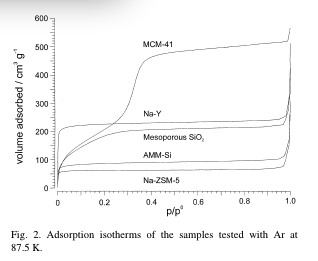 600
500
400
300
200
100
0
volume adsorbed / cm³ g⁻¹
MCM-41
Na-Y
Mesoporous SiO₂
AMM-Si
Na-ZSM-5
0 0.2 0.4 0.6 0.8 1.0
p/p⁰
Fig. 2. Adsorption isotherms of the samples tested with Ar at
87.5 K.